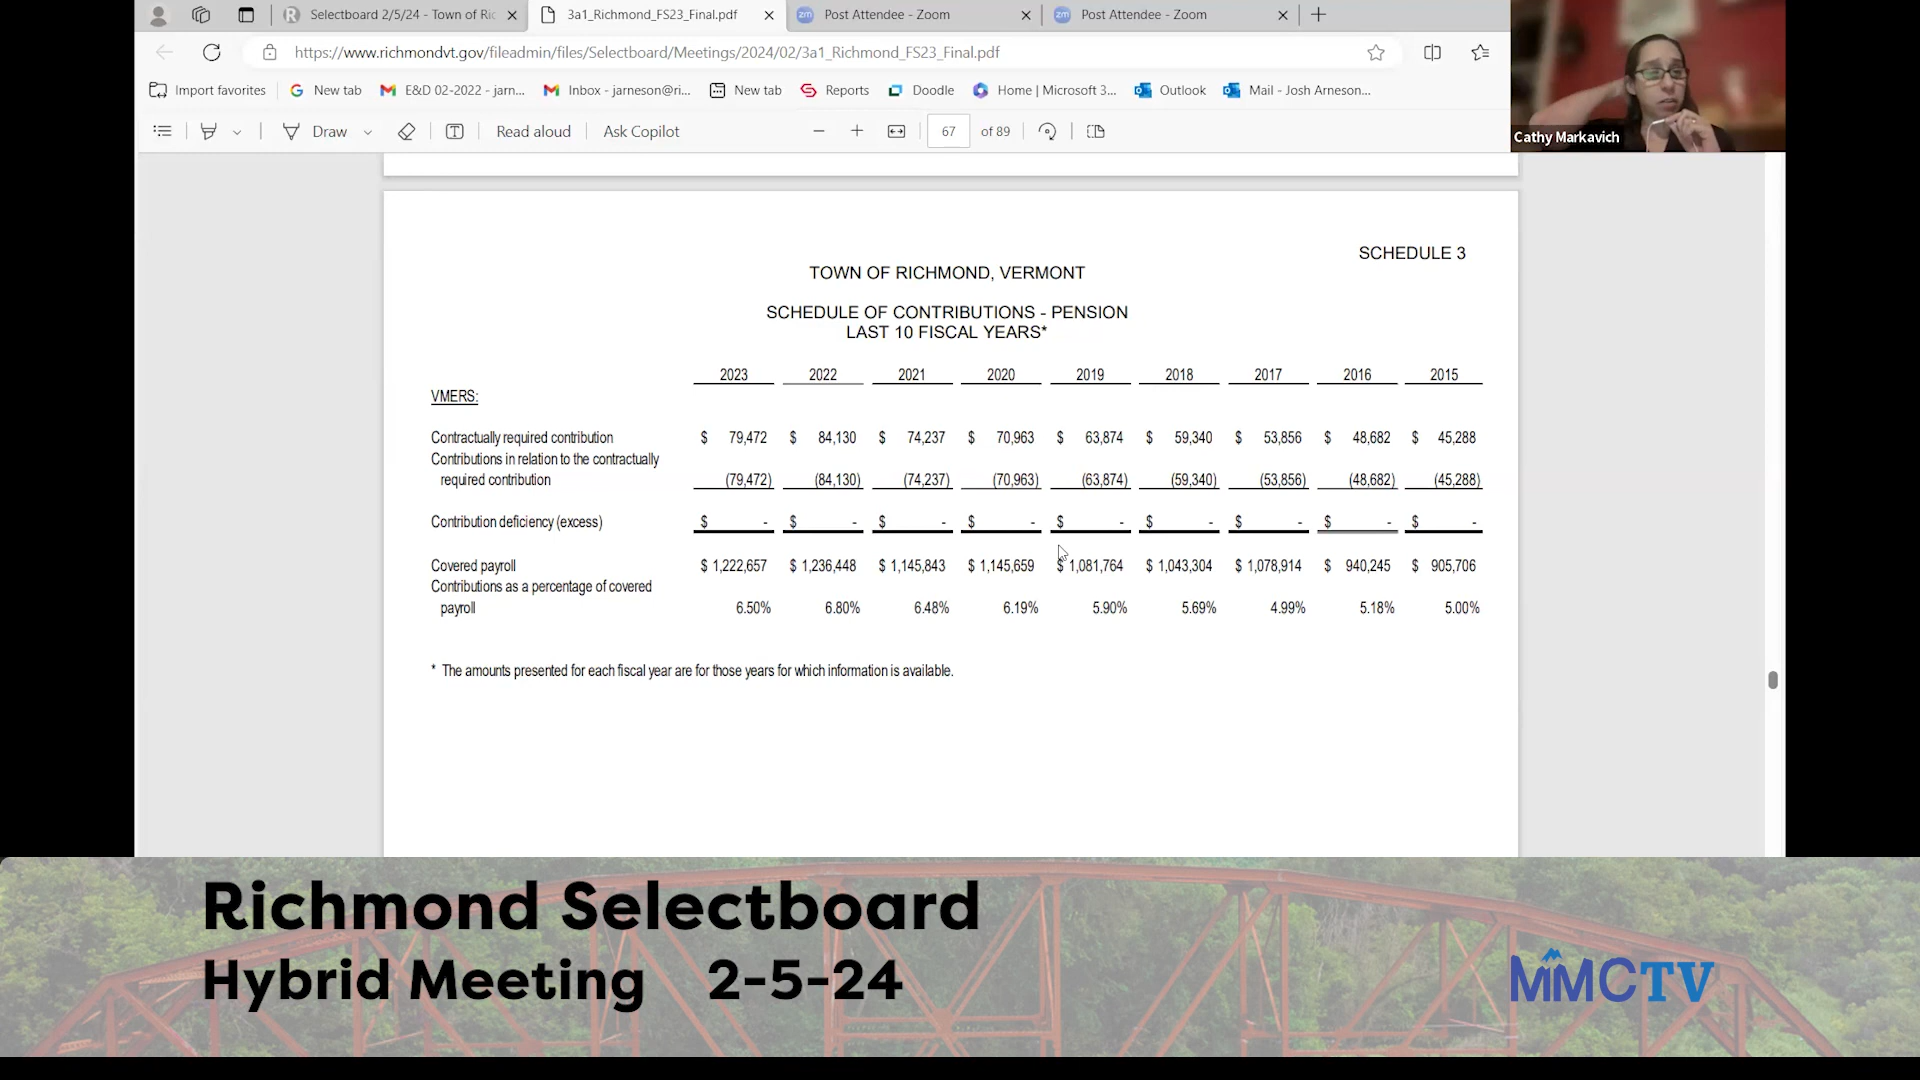 Selectboard 2/5/24 - Town of Ric
3a1_Richmond_FS23_Final.pdf
zm Post Attendee - Zoom
zm Post Attendee - Zoom
https://www.richmondvt.gov/fileadmin/files/Selectboard/Meetings/2024/02/3a1_Richmond_FS23_Final.pdf
Import favorites
New tab
E&D 02-2022 - jarn...
Inbox - jarneson@ri...
New tab
Reports
Doodle
Home | Microsoft 3...
Outlook
Mail - Josh Arneson...
Draw
Read aloud
Ask Copilot
67 of 89
Cathy Markavich
SCHEDULE 3
TOWN OF RICHMOND, VERMONT
SCHEDULE OF CONTRIBUTIONS - PENSION
LAST 10 FISCAL YEARS*
2023 2022 2021 2020 2019 2018 2017 2016 2015
VMERS:
Contractually required contribution $ 79,472 $ 84,130 $ 74,237 $ 70,963 $ 63,874 $ 59,340 $ 53,856 $ 48,682 $ 45,288
Contributions in relation to the contractually
required contribution (79,472) (84,130) (74,237) (70,963) (63,874) (59,340) (53,856) (48,682) (45,288)
Contribution deficiency (excess) $ - $ - $ - $ - $ - $ - $ - $ - $ -
Covered payroll $ 1,222,657 $ 1,236,448 $ 1,145,843 $ 1,145,659 $ 1,081,764 $ 1,043,304 $ 1,078,914 $ 940,245 $ 905,706
Contributions as a percentage of covered
payroll 6.50% 6.80% 6.48% 6.19% 5.90% 5.69% 4.99% 5.18% 5.00%
* The amounts presented for each fiscal year are for those years for which information is available.
Richmond Selectboard
Hybrid Meeting 2-5-24
MMCTV